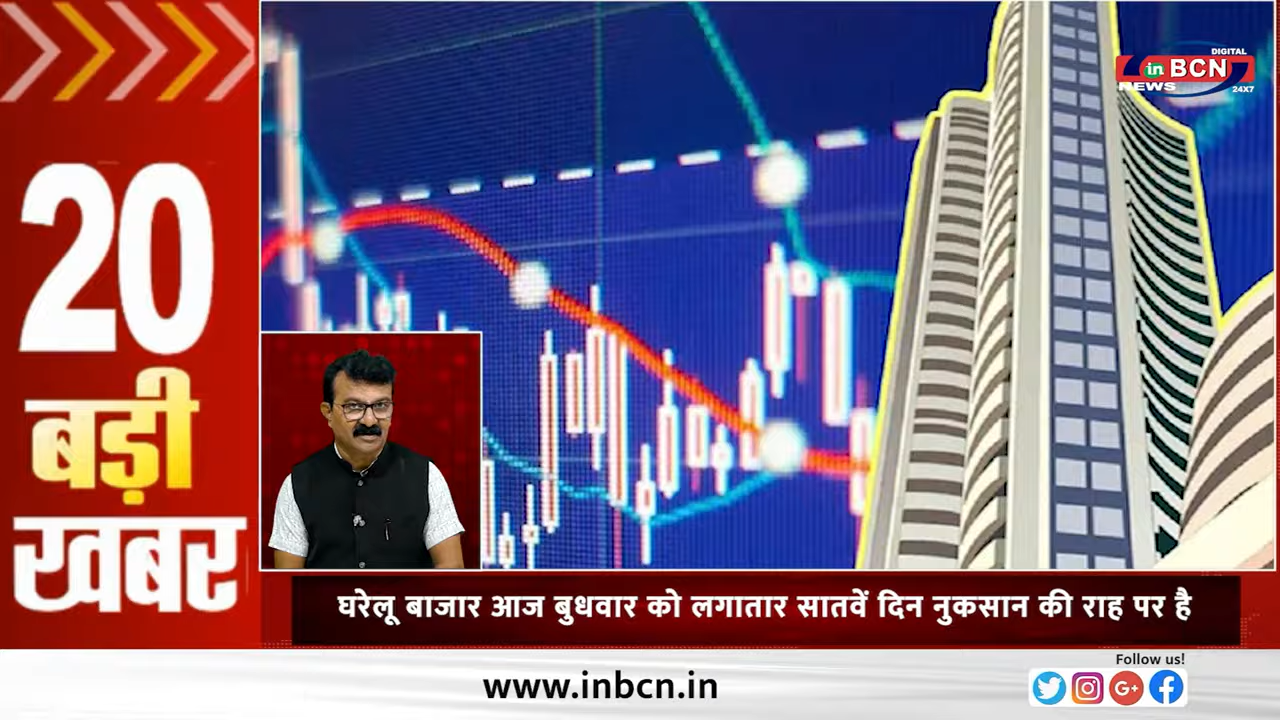 20
बड़ी
खबर
DIGITAL
in BCN
NEWS
24X7
घरेलू बाजार आज बुधवार को लगातार सातवें दिन नुकसान की राह पर है
Follow us!
www.inbcn.in